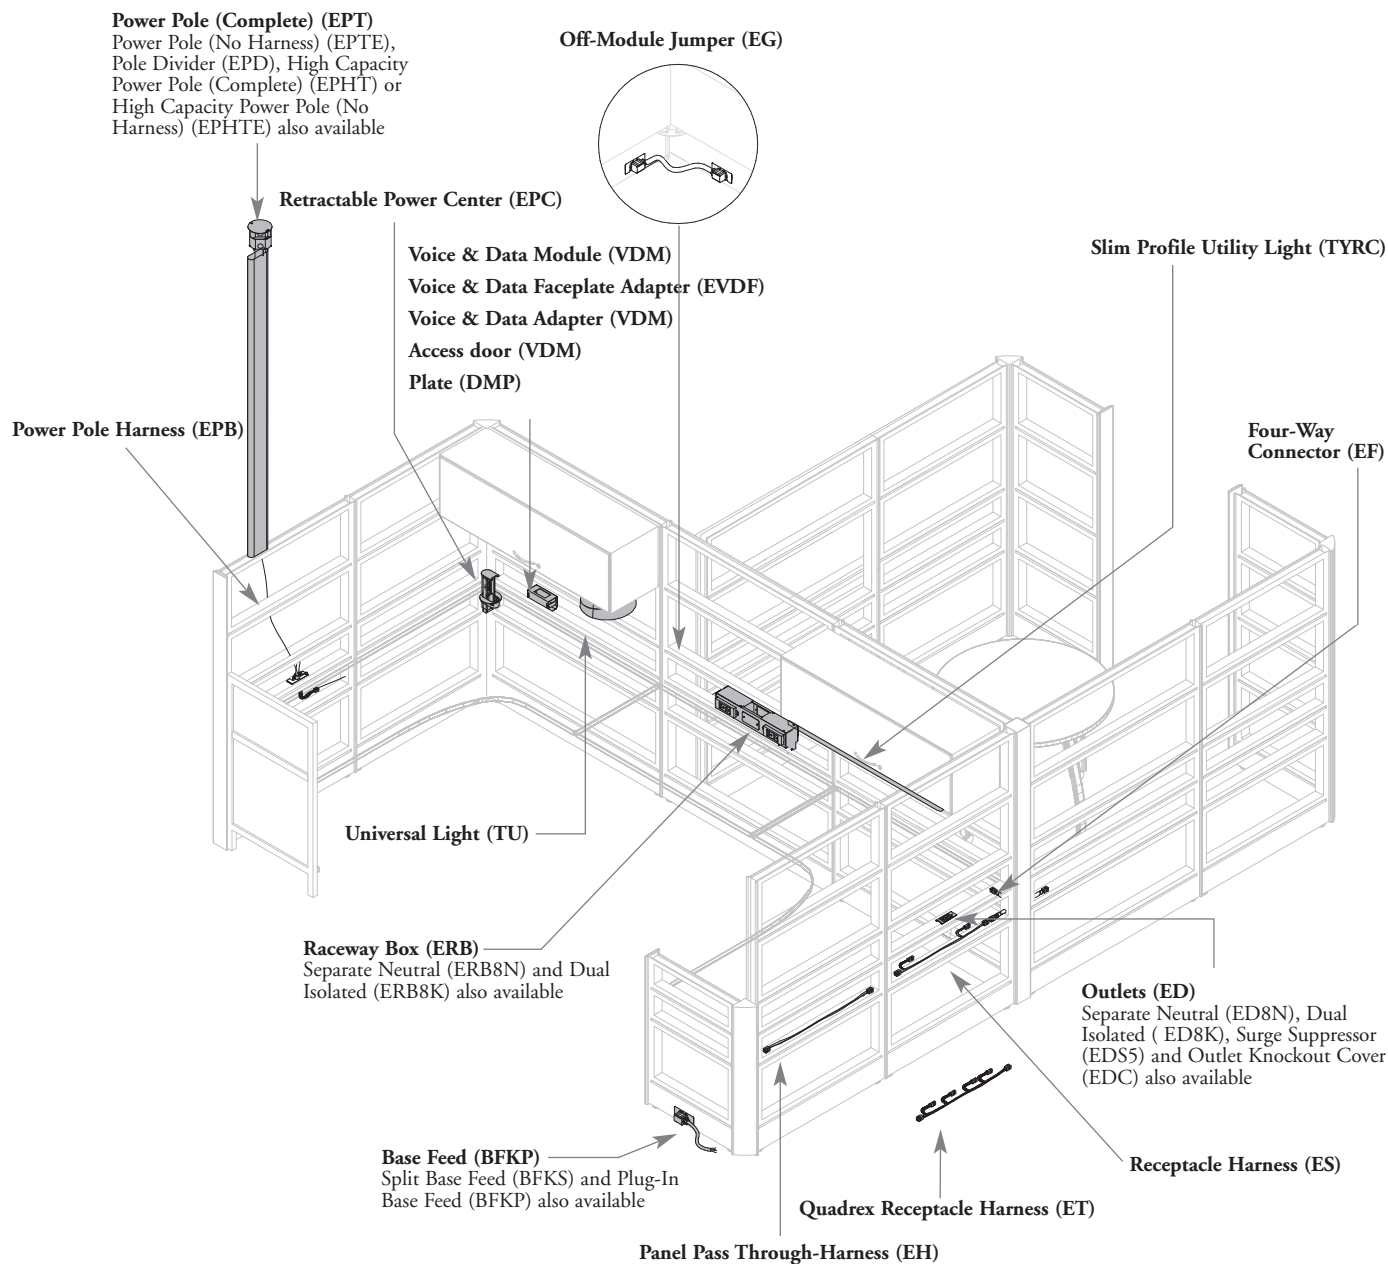 Power Pole (Complete) (EPT)
Power Pole (No Harness) (EPTE),
Pole Divider (EPD), High Capacity
Power Pole (Complete) (EPHT) or
High Capacity Power Pole (No
Harness) (EPHTE) also available
Off-Module Jumper (EG)
Retractable Power Center (EPC)
Voice & Data Module (VDM)
Voice & Data Faceplate Adapter (EVDF)
Voice & Data Adapter (VDM)
Access door (VDM)
Plate (DMP)
Slim Profile Utility Light (TYRC)
Power Pole Harness (EPB)
Four-Way
Connector (EF)
Universal Light (TU)
Raceway Box (ERB)
Separate Neutral (ERB8N) and Dual
Isolated (ERB8K) also available
Outlets (ED)
Separate Neutral (ED8N), Dual
Isolated ( ED8K), Surge Suppressor
(EDS5) and Outlet Knockout Cover
(EDC) also available
Base Feed (BFKP)
Split Base Feed (BFKS) and Plug-In
Base Feed (BFKP) also available
Receptacle Harness (ES)
Quadrex Receptacle Harness (ET)
Panel Pass Through-Harness (EH)